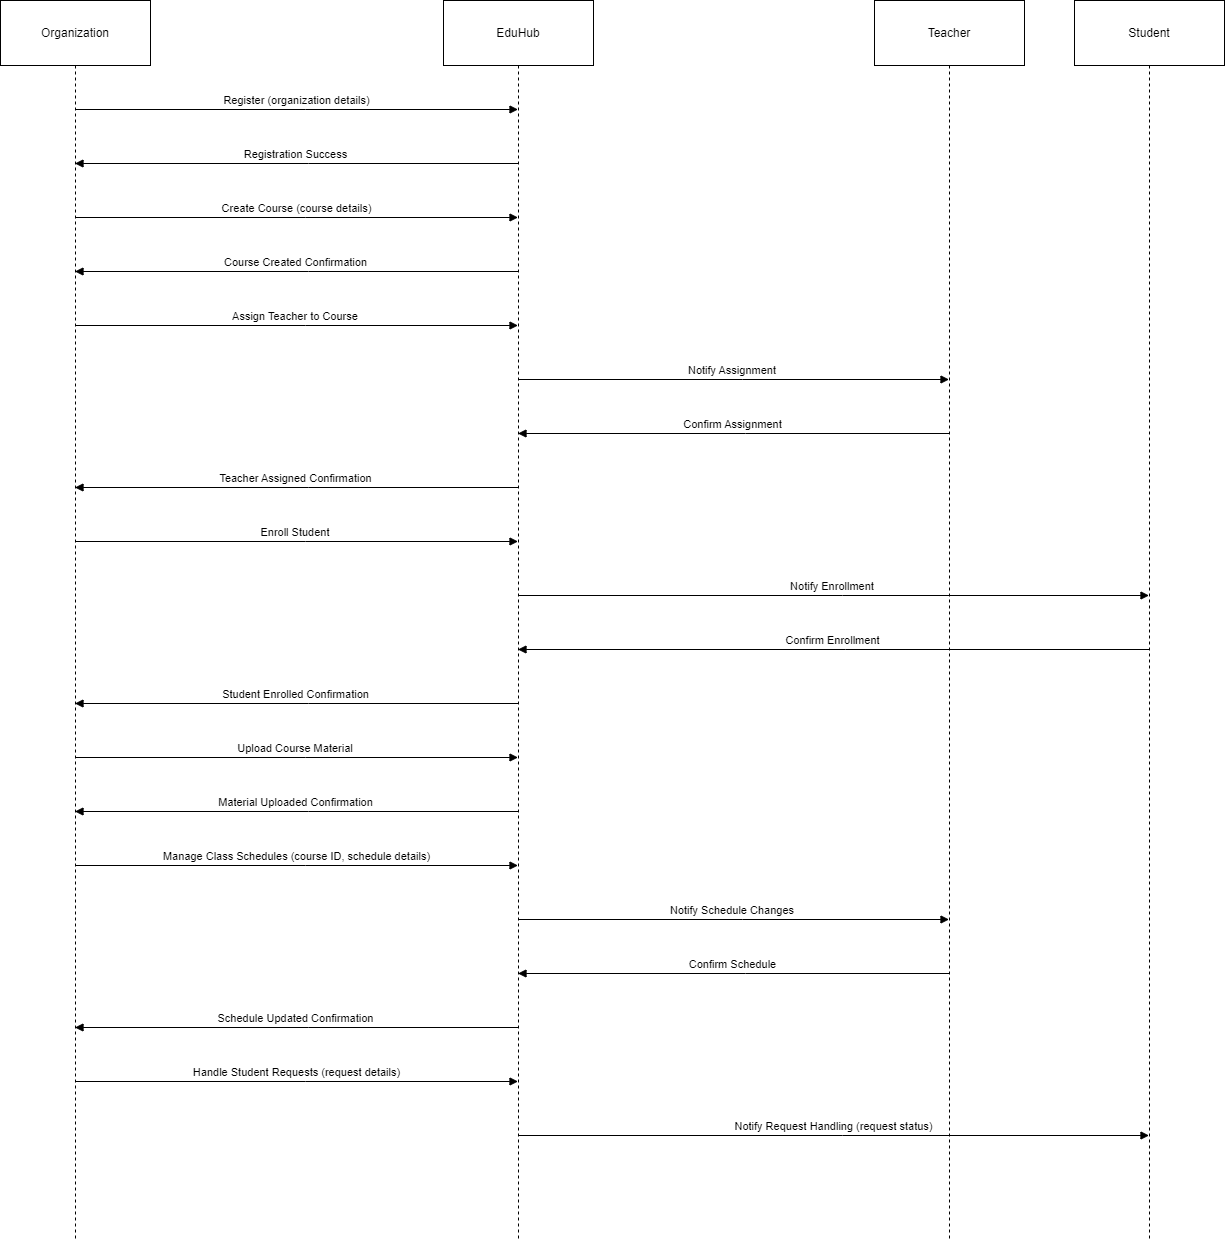 Organization
EduHub
Teacher
Student
Register (organization details)
Registration Success
Create Course (course details)
Course Created Confirmation
Assign Teacher to Course
Notify Assignment
Confirm Assignment
Teacher Assigned Confirmation
Enroll Student
Notify Enrollment
Confirm Enrollment
Student Enrolled Confirmation
Upload Course Material
Material Uploaded Confirmation
Manage Class Schedules (course ID, schedule details)
Notify Schedule Changes
Confirm Schedule
Schedule Updated Confirmation
Handle Student Requests (request details)
Notify Request Handling (request status)